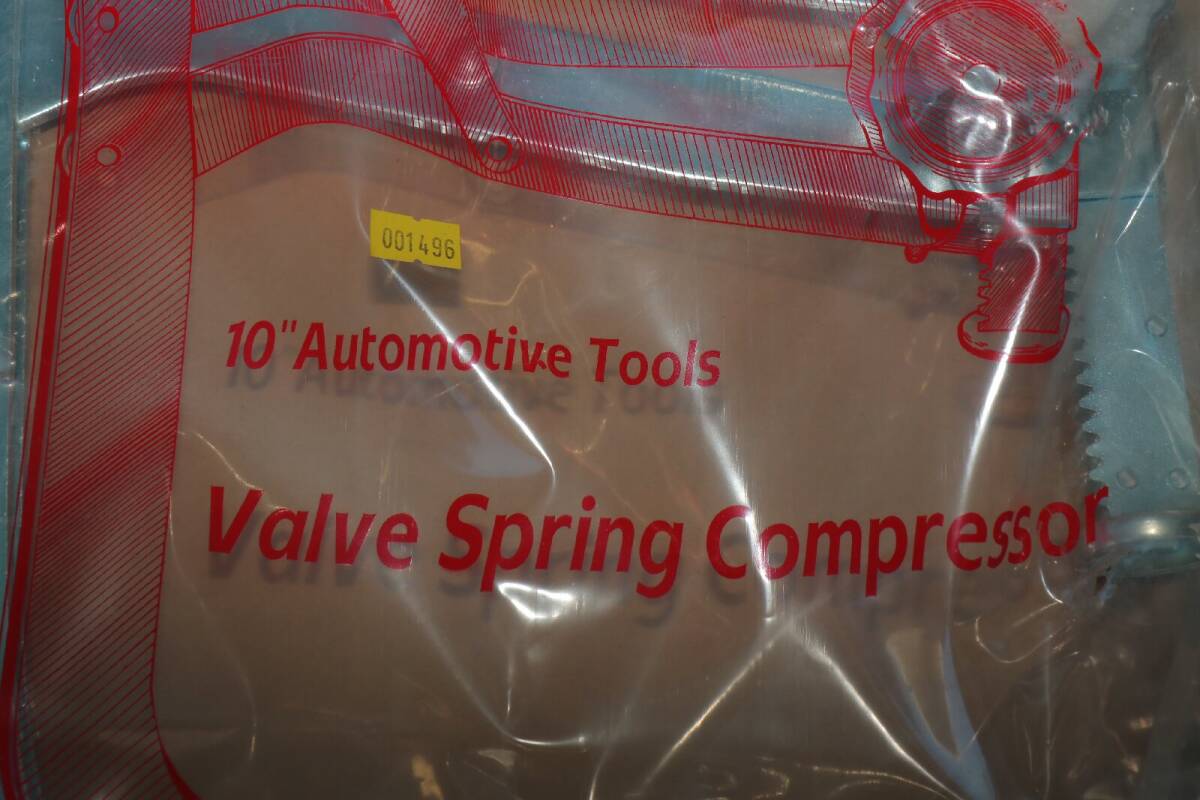 001496
10" Automotive Tools
Valve Spring Compressor